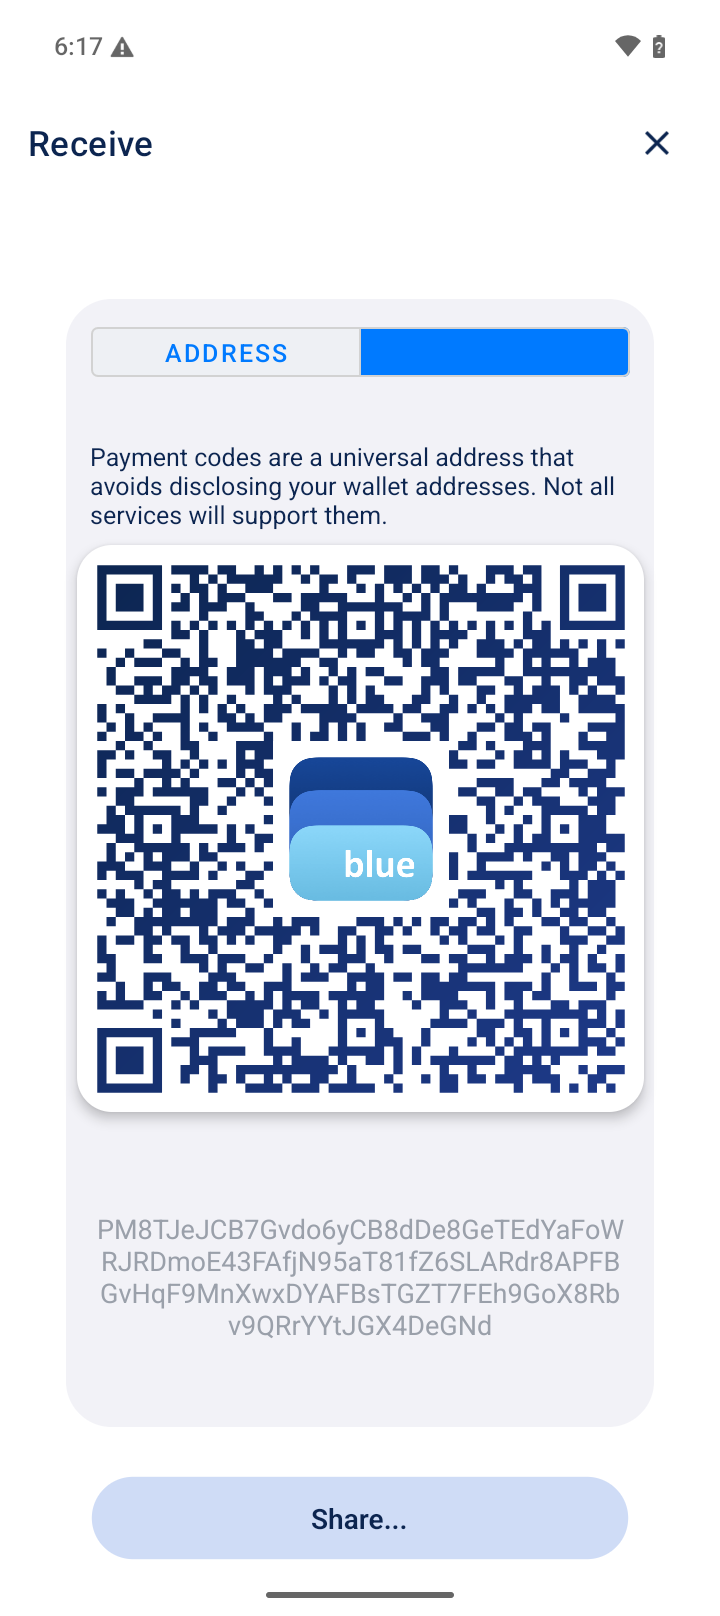 6:17
Receive
ADDRESS
Payment codes are a universal address that
avoids disclosing your wallet addresses. Not all
services will support them.
blue
PM8TJeJCB7Gvdo6yCB8dDe8GeTEdYaFoW
RJRDmoE43FAfjN95aT81fZ6SLARdr8APFB
GvHqF9MnXwxDYAFBsTGZT7FEh9GoX8Rb
v9QRrYYtJGX4DeGNd
Share...